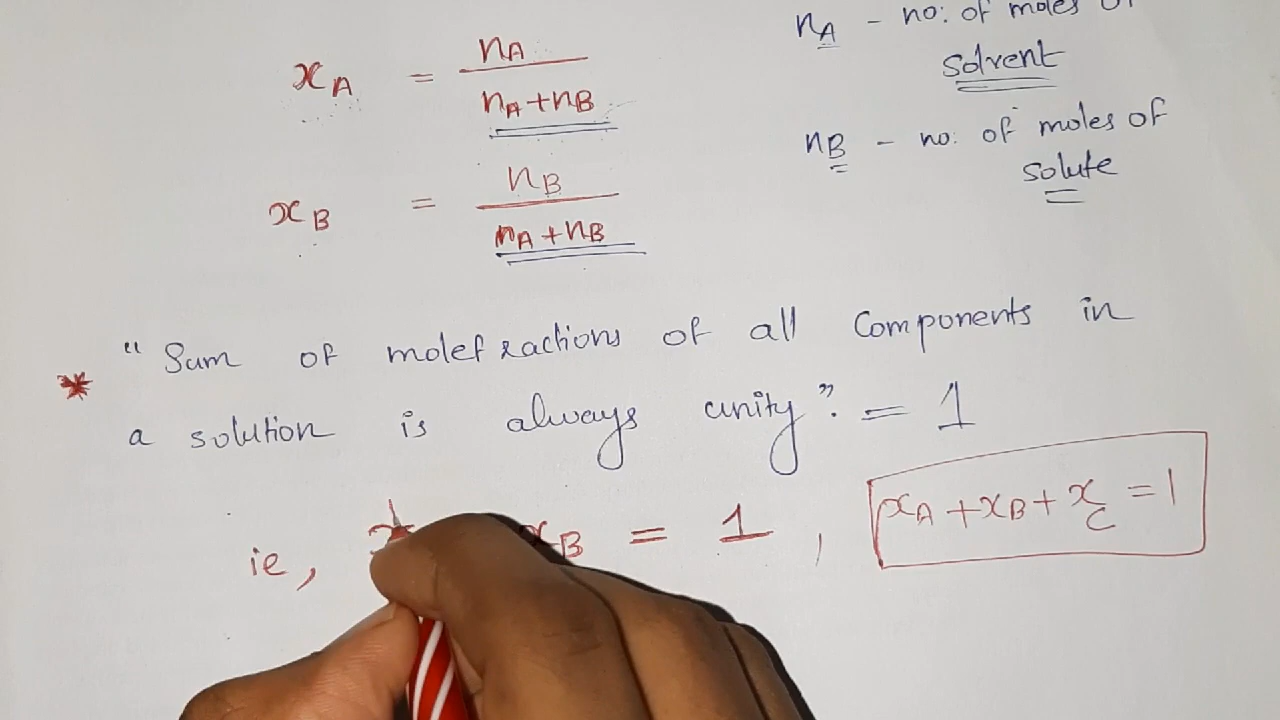 xA = nA / nA+nB
nA - no: of moles of
solvent
xB = nB / nA+nB
nB - no: of moles of
solute
" Sum of molefractions of all components in
a solution is always unity". = 1
ie, x xB = 1 , xA + xB + xC = 1